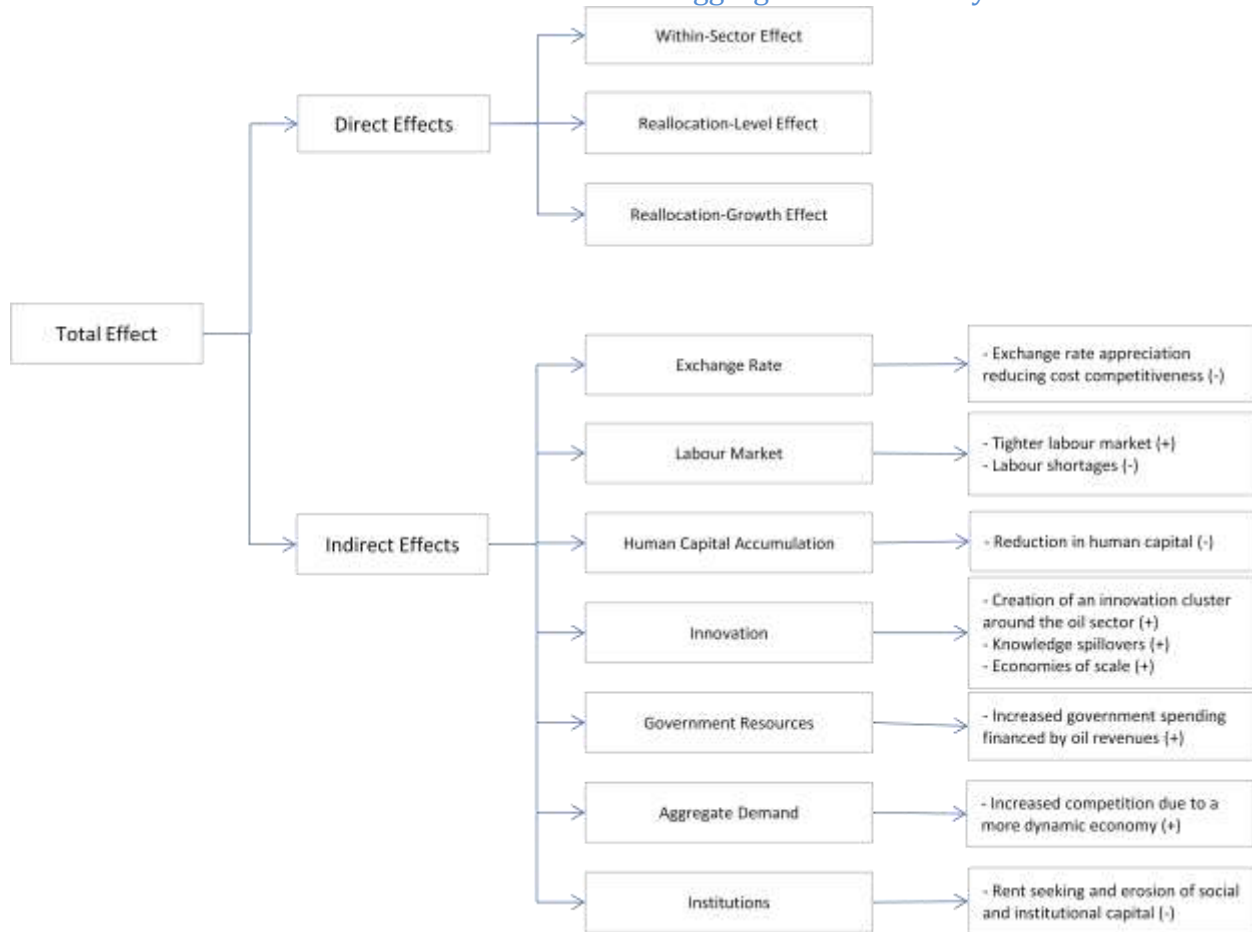 Within-Sector Effect
Direct Effects
Reallocation-Level Effect
Reallocation-Growth Effect
Total Effect
Exchange Rate
- Exchange rate appreciation
reducing cost competitiveness (-)
Labour Market
- Tighter labour market (+)
- Labour shortages (-)
Indirect Effects
Human Capital Accumulation
- Reduction in human capital (-)
Innovation
- Creation of an innovation cluster
around the oil sector (+)
- Knowledge spillovers (+)
- Economies of scale (+)
Government Resources
- Increased government spending
financed by oil revenues (+)
Aggregate Demand
- Increased competition due to a
more dynamic economy (+)
Institutions
- Rent seeking and erosion of social
and institutional capital (-)